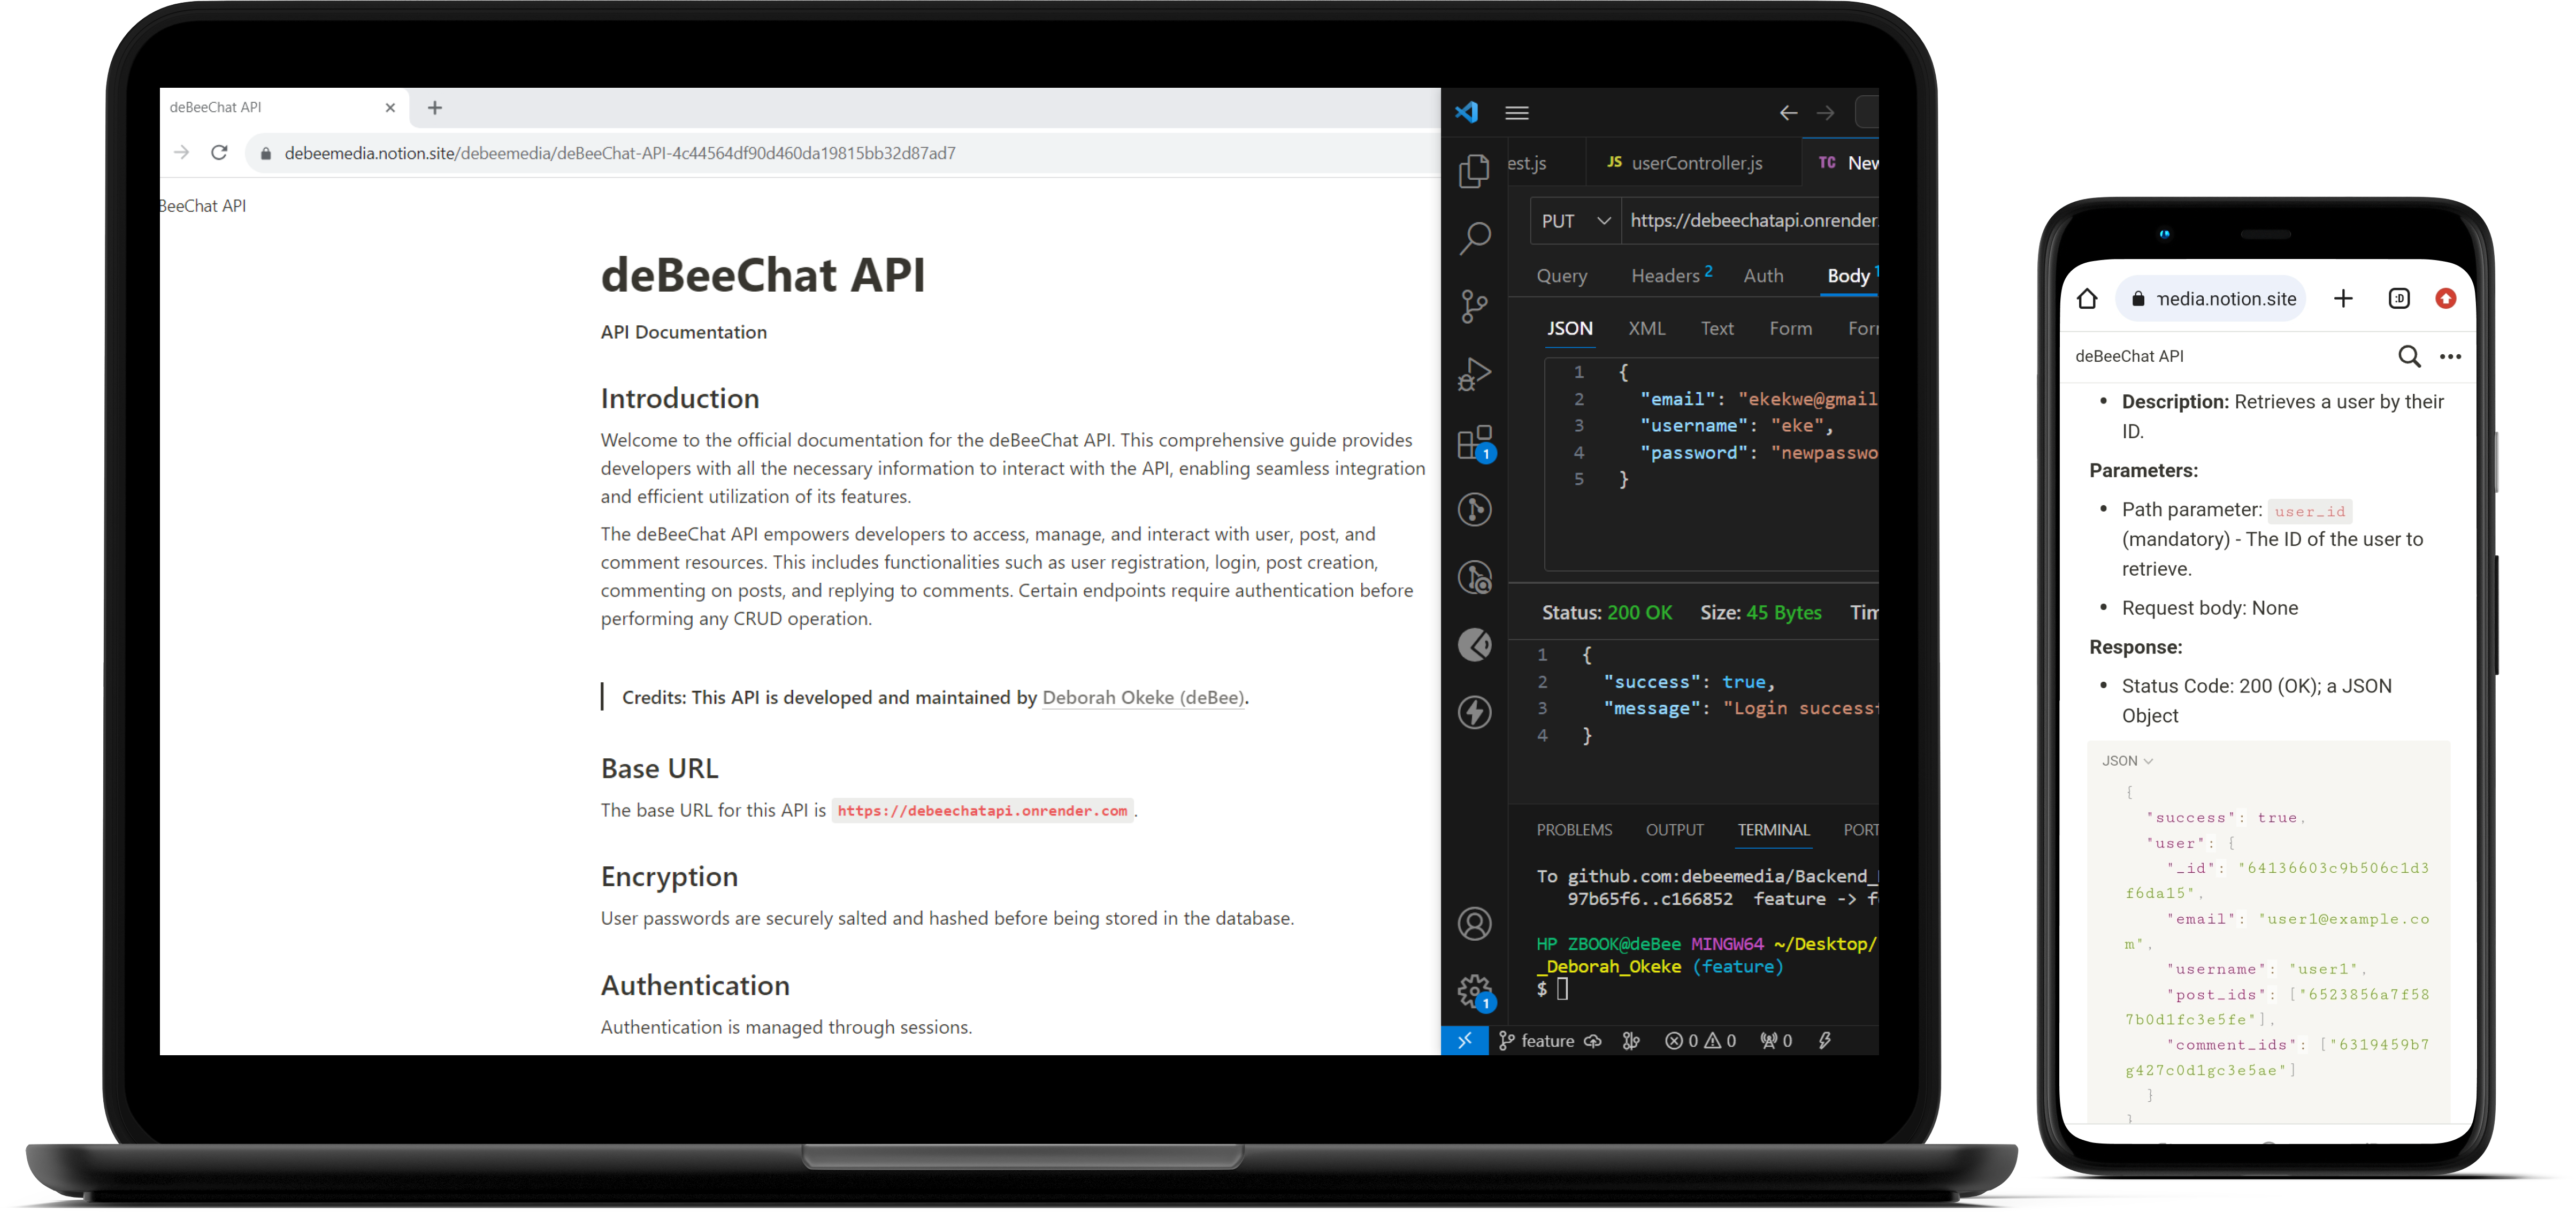 deBeeChat API
debeemedia.notion.site/debeemedia/deBeeChat-API-4c44564df90d460da19815bb32d87ad7
BeeChat API
deBeeChat API
API Documentation
Introduction
Welcome to the official documentation for the deBeeChat API. This comprehensive guide provides
developers with all the necessary information to interact with the API, enabling seamless integration
and efficient utilization of its features.
The deBeeChat API empowers developers to access, manage, and interact with user, post, and
comment resources. This includes functionalities such as user registration, login, post creation,
commenting on posts, and replying to comments. Certain endpoints require authentication before
performing any CRUD operation.
Credits: This API is developed and maintained by Deborah Okeke (deBee).
Base URL
The base URL for this API is https://debeechatapi.onrender.com .
Encryption
User passwords are securely salted and hashed before being stored in the database.
Authentication
Authentication is managed through sessions.
est.js JS userController.js TC New
PUT https://debeechatapi.onrender.
Query Headers 2 Auth Body 1
JSON XML Text Form Form
1 {
2 "email": "ekekwe@gmail
3 "username": "eke",
4 "password": "newpasswo
5 }
1
Status: 200 OK Size: 45 Bytes Tim
1 {
2 "success": true,
3 "message": "Login successf
4 }
PROBLEMS OUTPUT TERMINAL PORT
To github.com:debeemedia/Backend_
97b65f6..c166852 feature -> f
HP ZBOOK@deBee MINGW64 ~/Desktop/
_Deborah_Okeke (feature)
$
1
feature 0 0 0
media.notion.site :D
deBeeChat API
• Description: Retrieves a user by their
ID.
Parameters:
• Path parameter: user_id
(mandatory) - The ID of the user to
retrieve.
• Request body: None
Response:
• Status Code: 200 (OK); a JSON
Object
JSON
{
"success": true,
"user": {
"_id": "64136603c9b506c1d3
f6da15",
"email": "user1@example.co
m",
"username": "user1",
"post_ids": ["6523856a7f58
7b0d1fc3e5fe"],
"comment_ids": ["6319459b7
g427c0d1gc3e5ae"]
}
}